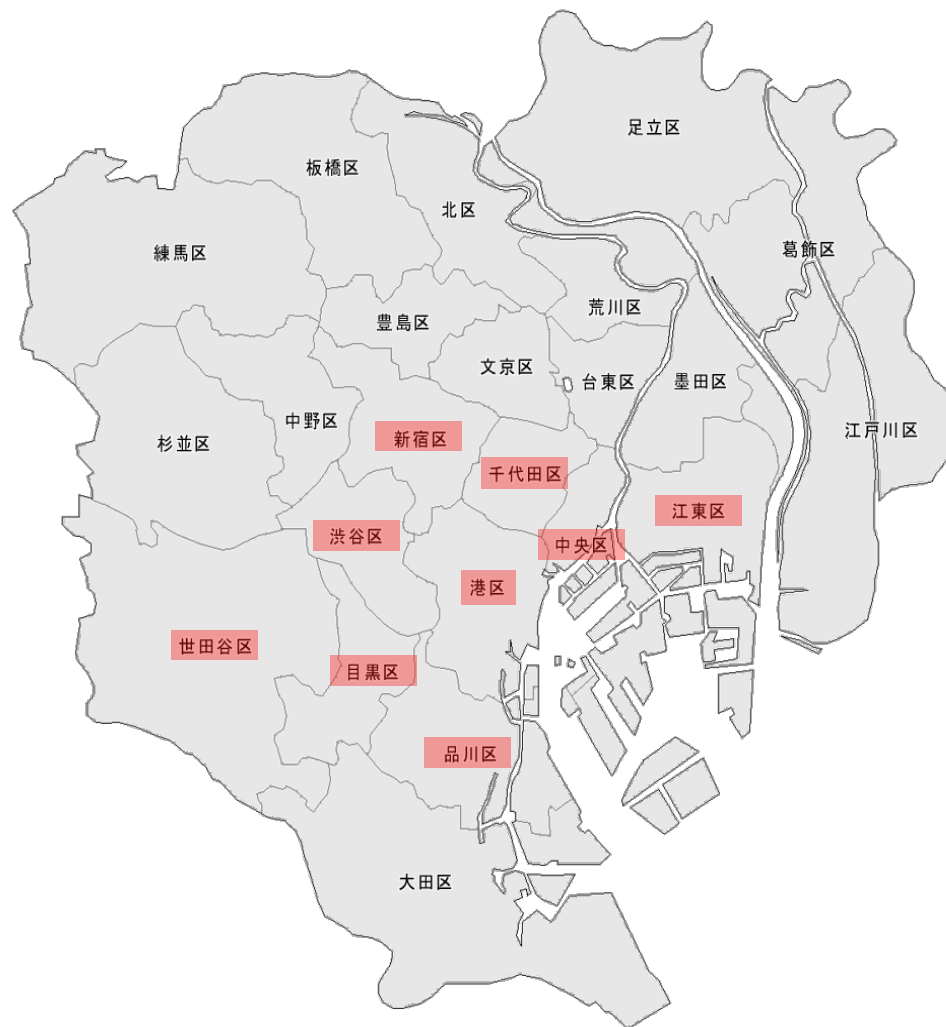 足立区
板橋区
北区
葛飾区
練馬区
荒川区
豊島区
文京区
台東区
墨田区
中野区
江戸川区
新宿区
杉並区
千代田区
江東区
渋谷区
中央区
港区
世田谷区
目黒区
品川区
大田区